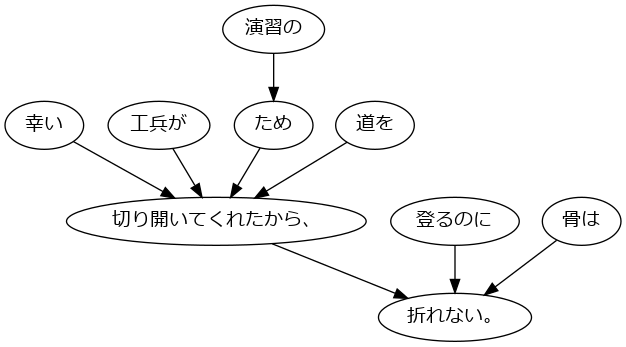 演習の
幸い
工兵が
ため
道を
切り開いてくれたから、
登るのに
骨は
折れない。